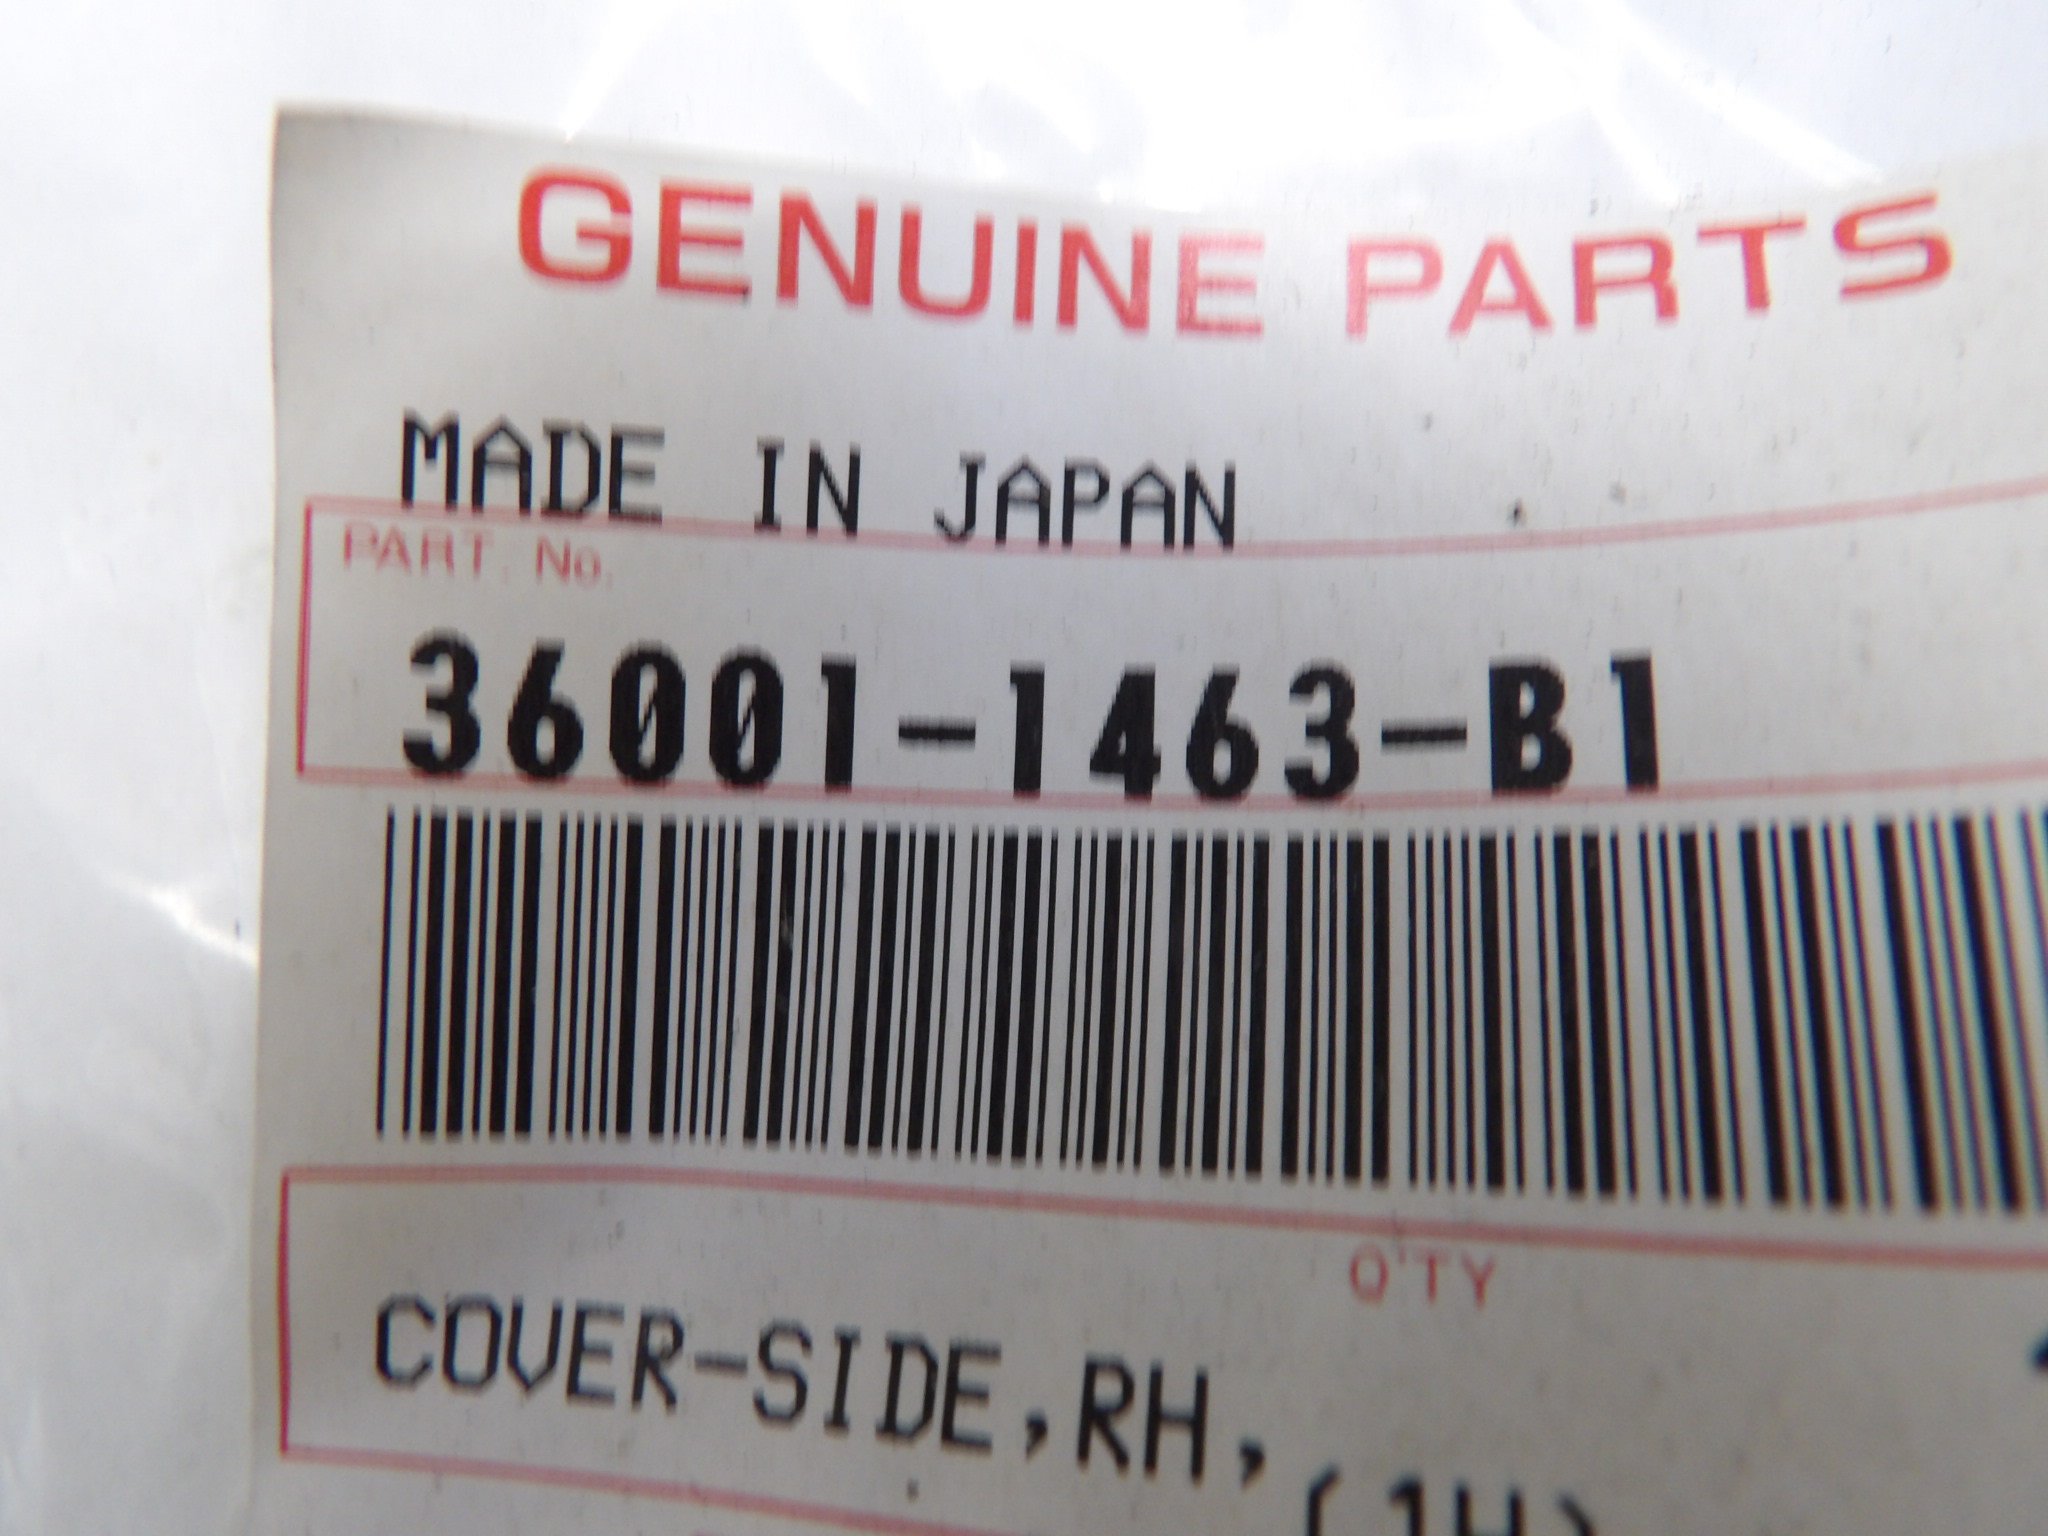 GENUINE PARTS
MADE IN JAPAN
PART. No.
36001-1463-B1
Q'TY
COVER-SIDE,RH,